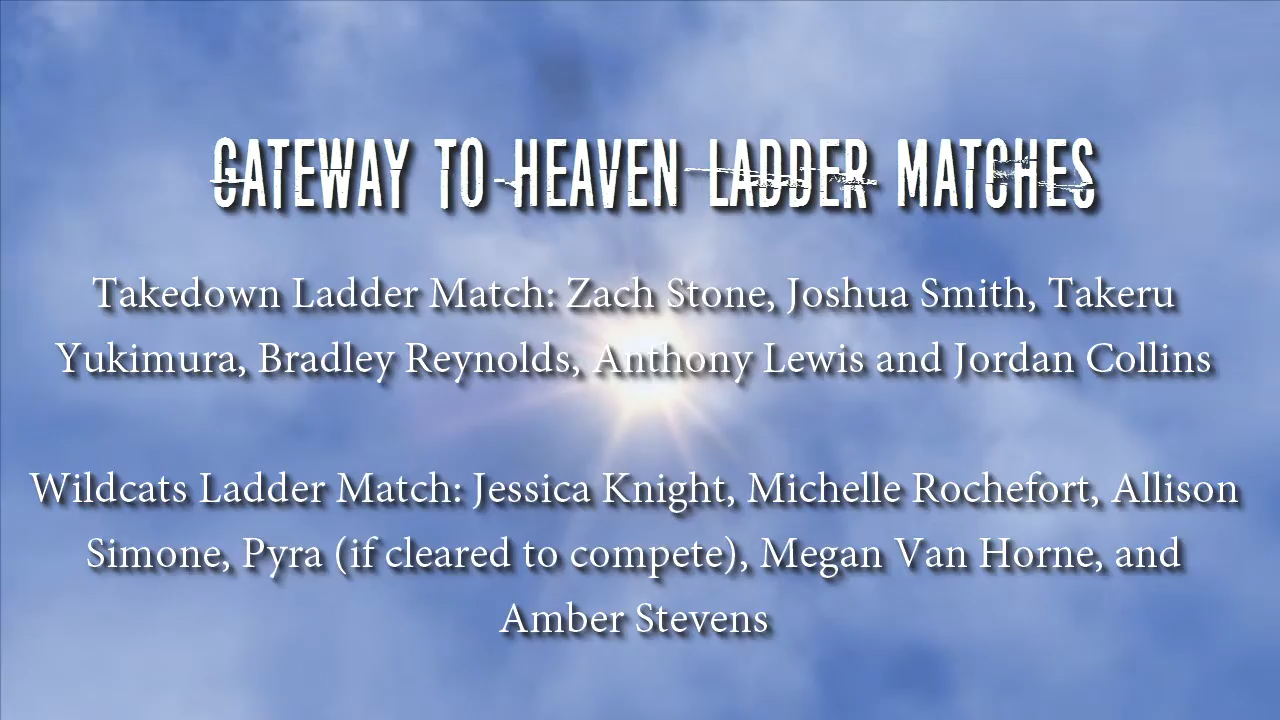 GATEWAY TO HEAVEN LADDER MATCHES
Takedown Ladder Match: Zach Stone, Joshua Smith, Takeru
Yukimura, Bradley Reynolds, Anthony Lewis and Jordan Collins
Wildcats Ladder Match: Jessica Knight, Michelle Rochefort, Allison
Simone, Pyra (if cleared to compete), Megan Van Horne, and
Amber Stevens